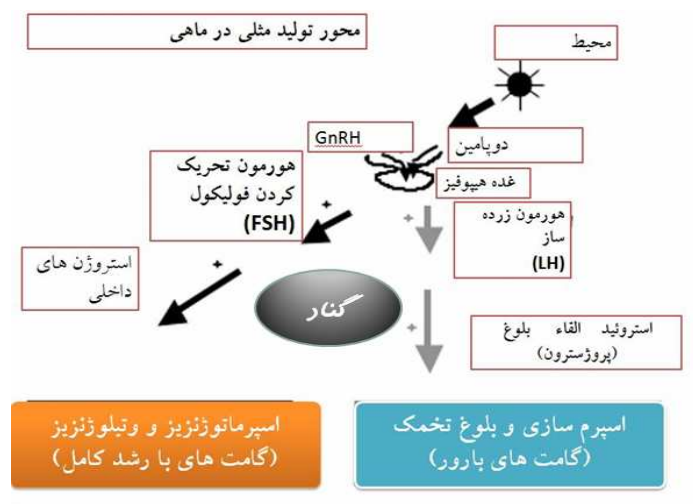 محور تولید مثلی در ماهی
محیط
GnRH
دوپامین
غده هیپوفیز
هورمون تحریک
کردن فولیکول
(FSH)
+
+
هورمون زرده
ساز
(LH)
استروژن های
داخلی
+
گنار
+
استروئید القاء بلوغ
(پروژسترون)
اسپرماتوژنزیز و وتیلوژنزیز
(گامت های با رشد کامل)
اسپرم سازی و بلوغ تخمک
(گامت های بارور)